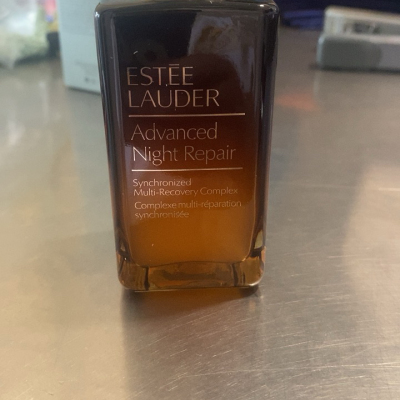 ESTĒE
LAUDER
Advanced
Night Repair
Synchronized
Multi-Recovery Complex
Complexe multi-réparation
synchronisée